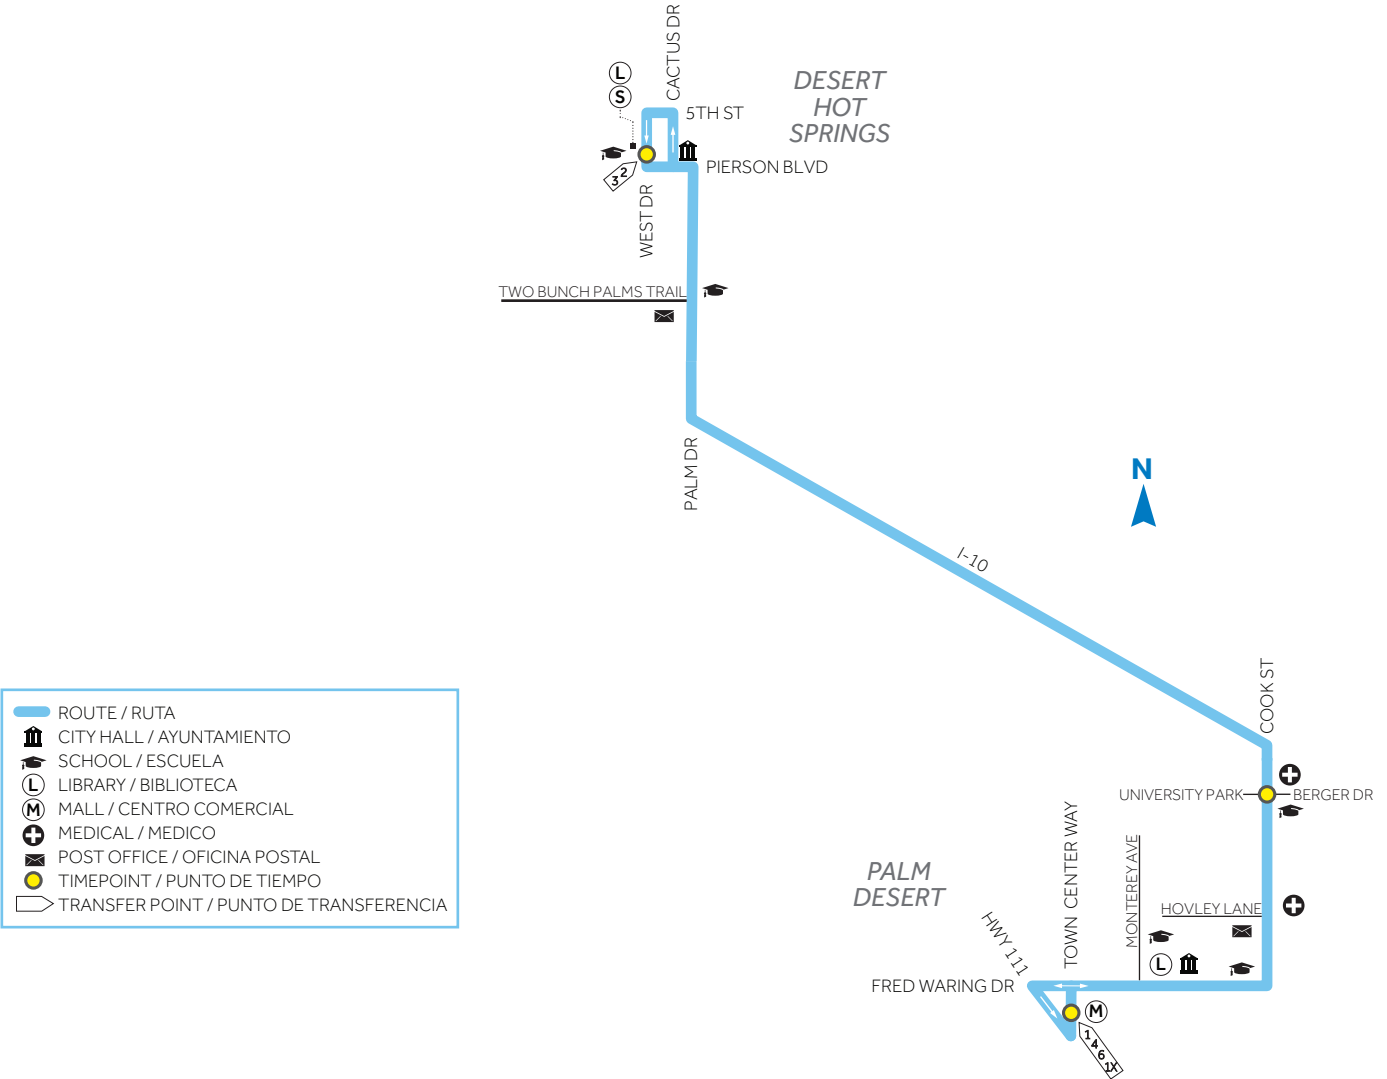 CACTUS DR
L
S
DESERT
HOT
SPRINGS
5TH ST
PIERSON BLVD
3 2
WEST DR
TWO BUNCH PALMS TRAIL
PALM DR
N
I-10
COOK ST
UNIVERSITY PARK
BERGER DR
TOWN CENTER WAY
MONTEREY AVE
PALM
DESERT
HOVLEY LANE
HWY 111
L
FRED WARING DR
M
1
4
6
1X
ROUTE / RUTA
CITY HALL / AYUNTAMIENTO
SCHOOL / ESCUELA
L LIBRARY / BIBLIOTECA
M MALL / CENTRO COMERCIAL
MEDICAL / MEDICO
POST OFFICE / OFICINA POSTAL
TIMEPOINT / PUNTO DE TIEMPO
TRANSFER POINT / PUNTO DE TRANSFERENCIA